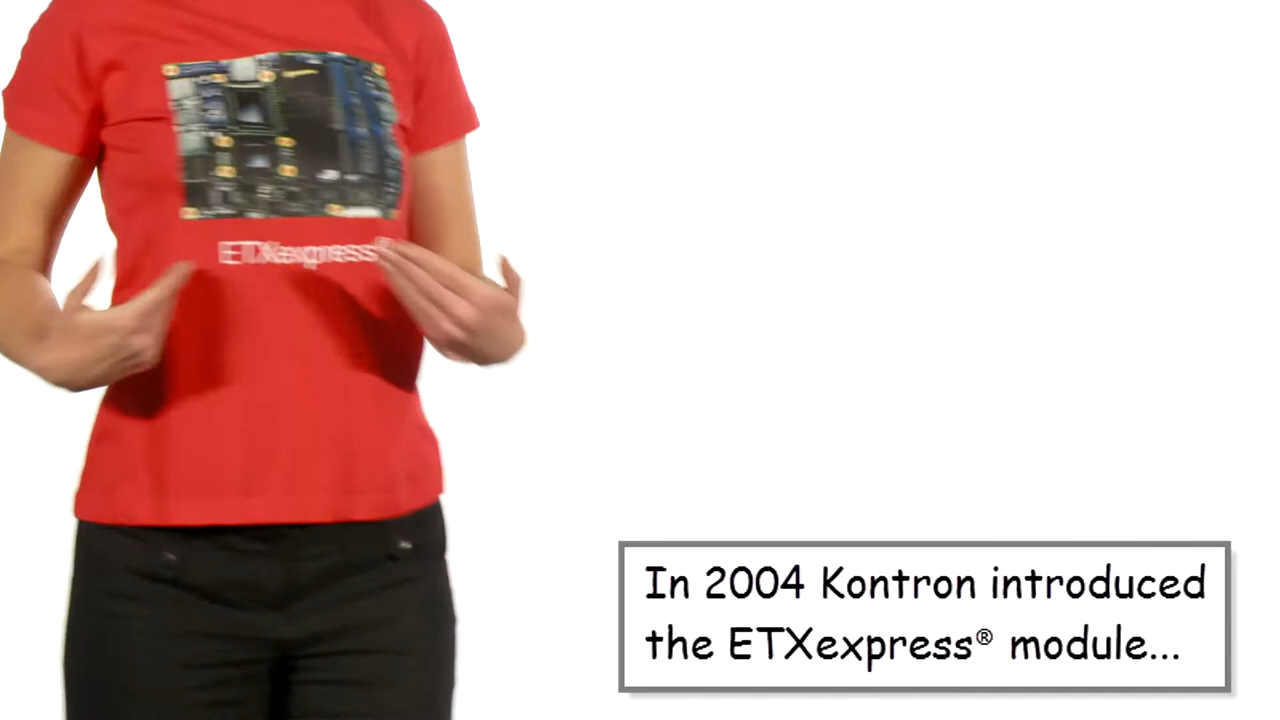 ETXexpress®
In 2004 Kontron introduced
the ETXexpress® module...